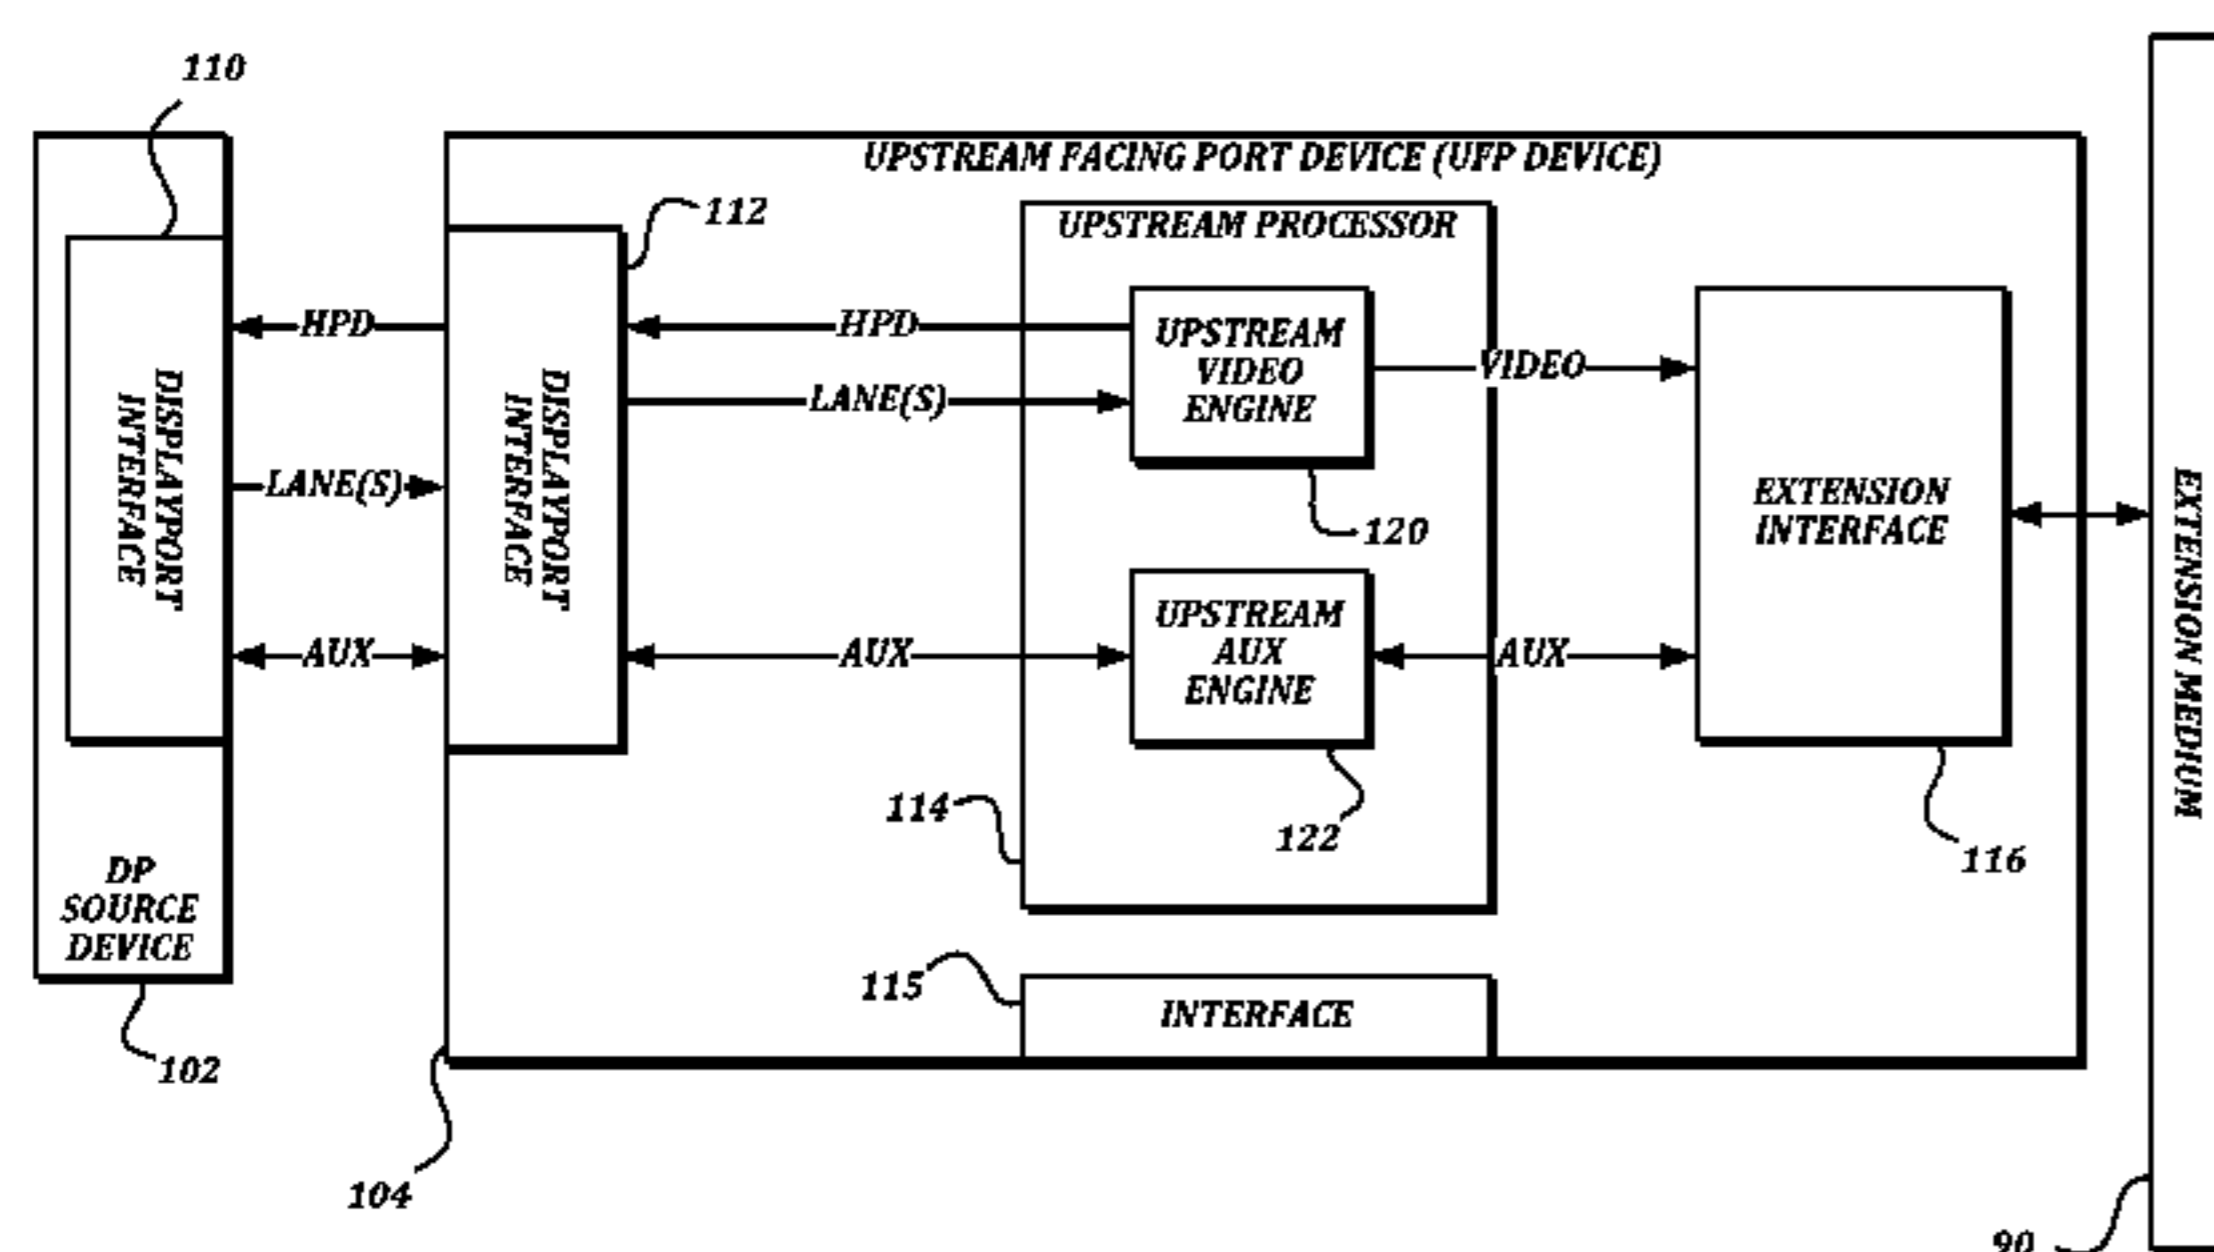 110
UPSTREAM FACING PORT DEVICE (UFP DEVICE)
112
UPSTREAM PROCESSOR
HPD
HPD
UPSTREAM
VIDEO
ENGINE
VIDEO
LANE(S)
DISPLAYPORT
INTERFACE
DISPLAYPORT
INTERFACE
LANE(S)
EXTENSION
INTERFACE
120
EXTENSION MEDIUM
AUX
AUX
UPSTREAM
AUX
ENGINE
AUX
114
122
116
DP
SOURCE
DEVICE
115
INTERFACE
102
104
90